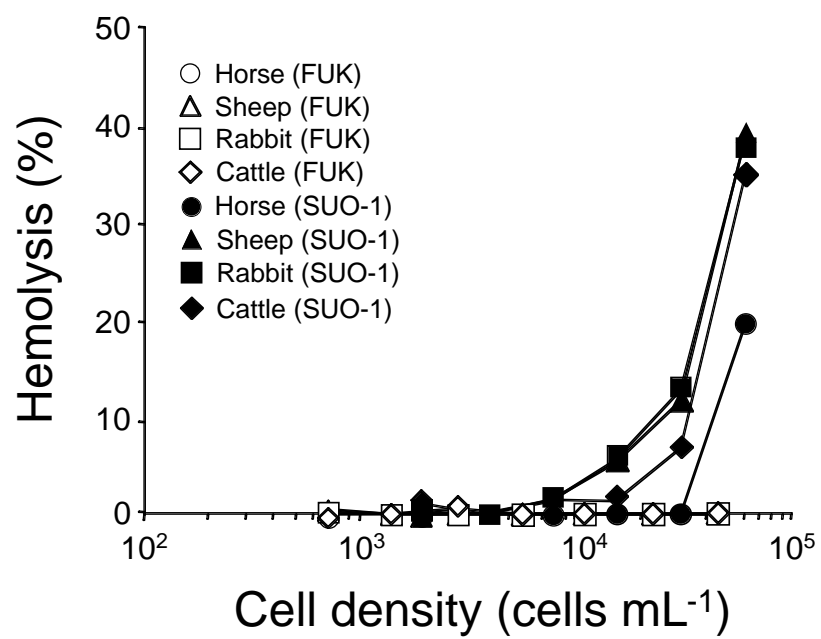 50
40
30
20
10
0
Hemolysis (%)
Horse (FUK)
Sheep (FUK)
Rabbit (FUK)
Cattle (FUK)
Horse (SUO-1)
Sheep (SUO-1)
Rabbit (SUO-1)
Cattle (SUO-1)
10² 10³ 10⁴ 10⁵
Cell density (cells mL⁻¹)